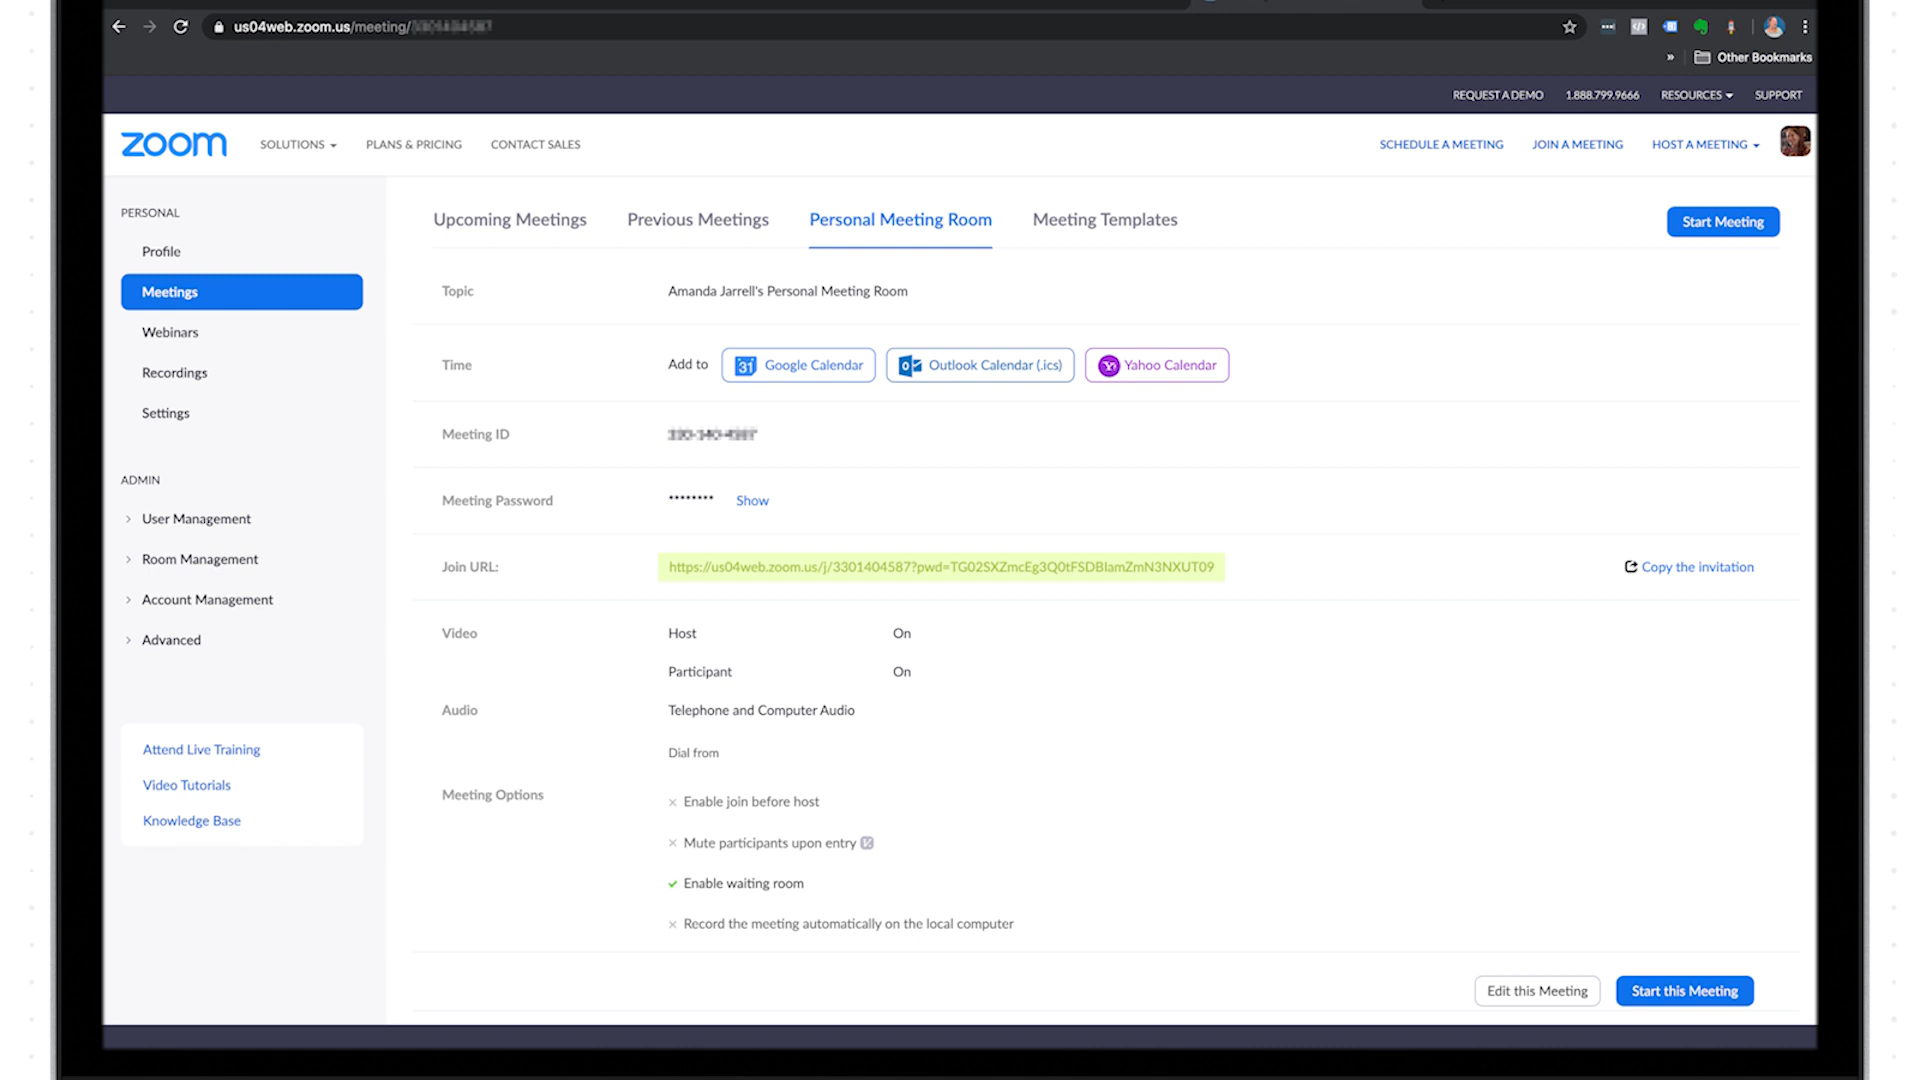 us04web.zoom.us/meeting/
Other Bookmarks
REQUEST A DEMO 1.888.799.9666 RESOURCES SUPPORT
zoom SOLUTIONS PLANS & PRICING CONTACT SALES SCHEDULE A MEETING JOIN A MEETING HOST A MEETING
PERSONAL
Profile
Meetings
Webinars
Recordings
Settings
ADMIN
User Management
Room Management
Account Management
Advanced
Attend Live Training
Video Tutorials
Knowledge Base
Upcoming Meetings Previous Meetings Personal Meeting Room Meeting Templates Start Meeting
Topic Amanda Jarrell's Personal Meeting Room
Time Add to 31 Google Calendar Outlook Calendar (.ics) Yahoo Calendar
Meeting ID
Meeting Password ******** Show
Join URL: https://us04web.zoom.us/j/3301404587?pwd=TG02SXZmcEg3Q0tFSDBIamZmN3NXUT09 Copy the invitation
Video Host On
Participant On
Audio Telephone and Computer Audio
Dial from
Meeting Options
Enable join before host
Mute participants upon entry
Enable waiting room
Record the meeting automatically on the local computer
Edit this Meeting Start this Meeting